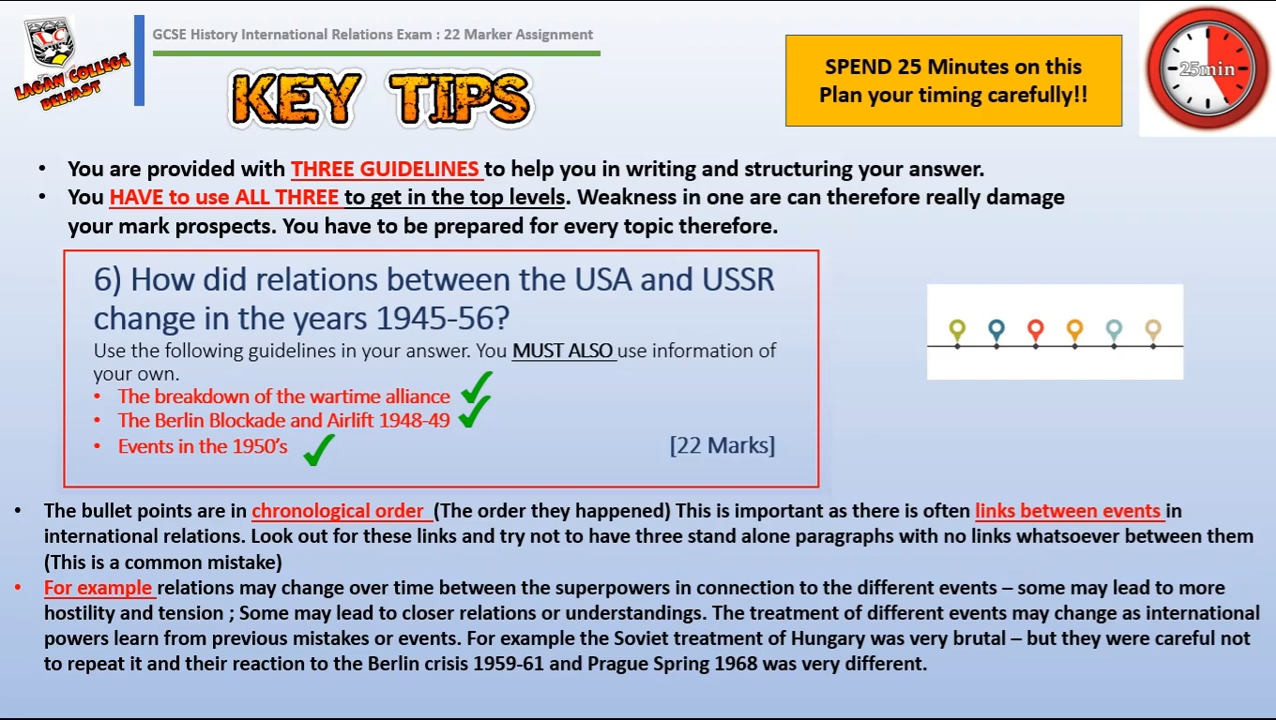 LAGAN COLLEGE
BELFAST
LC
GCSE History International Relations Exam : 22 Marker Assignment
KEY TIPS
SPEND 25 Minutes on this
Plan your timing carefully!!
25min
• You are provided with THREE GUIDELINES to help you in writing and structuring your answer.
• You HAVE to use ALL THREE to get in the top levels. Weakness in one are can therefore really damage
your mark prospects. You have to be prepared for every topic therefore.
6) How did relations between the USA and USSR
change in the years 1945-56?
Use the following guidelines in your answer. You MUST ALSO use information of
your own.
• The breakdown of the wartime alliance
• The Berlin Blockade and Airlift 1948-49
• Events in the 1950's
[22 Marks]
• The bullet points are in chronological order (The order they happened) This is important as there is often links between events in
international relations. Look out for these links and try not to have three stand alone paragraphs with no links whatsoever between them
(This is a common mistake)
• For example relations may change over time between the superpowers in connection to the different events – some may lead to more
hostility and tension ; Some may lead to closer relations or understandings. The treatment of different events may change as international
powers learn from previous mistakes or events. For example the Soviet treatment of Hungary was very brutal – but they were careful not
to repeat it and their reaction to the Berlin crisis 1959-61 and Prague Spring 1968 was very different.